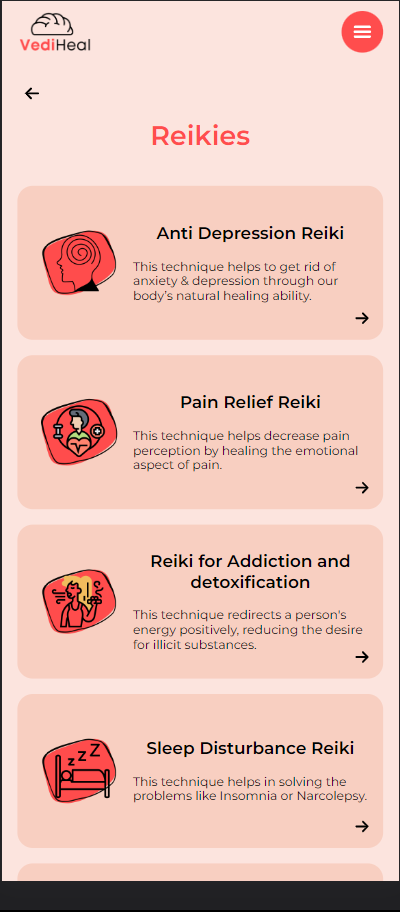 VediHeal
Reikies
Anti Depression Reiki
This technique helps to get rid of
anxiety & depression through our
body's natural healing ability.
Pain Relief Reiki
This technique helps decrease pain
perception by healing the emotional
aspect of pain.
Reiki for Addiction and
detoxification
This technique redirects a person's
energy positively, reducing the desire
for illicit substances.
z z Z
Sleep Disturbance Reiki
This technique helps in solving the
problems like Insomnia or Narcolepsy.